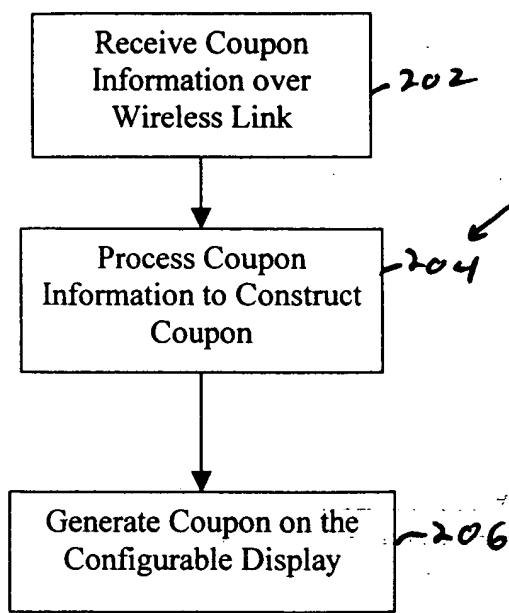 Receive Coupon
Information over
Wireless Link
202
Process Coupon
Information to Construct
Coupon
204
Generate Coupon on the
Configurable Display
206